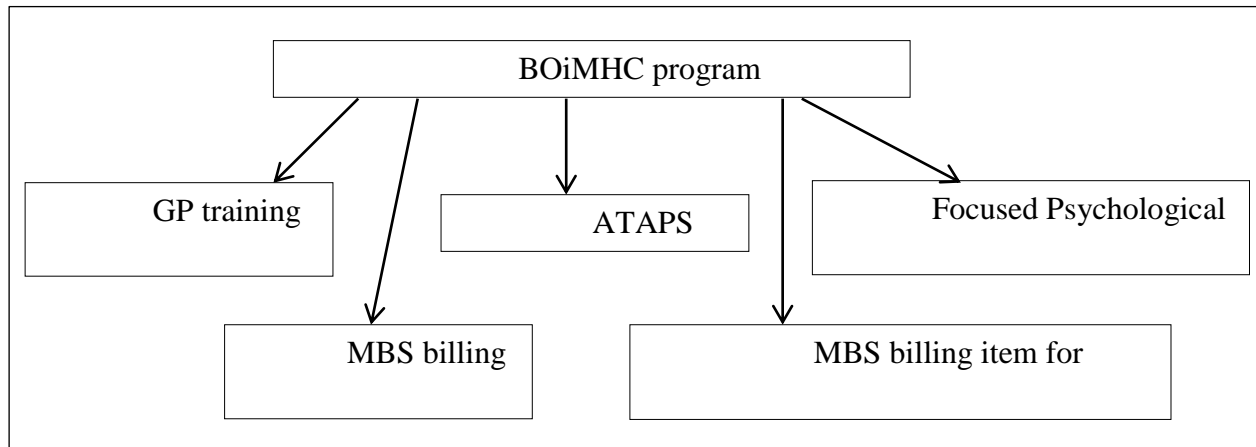 BOiMHC program
GP training
ATAPS
Focused Psychological
MBS billing
MBS billing item for